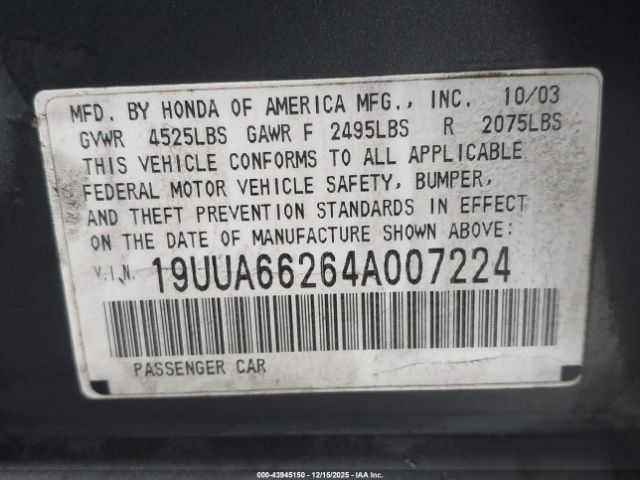 MFD. BY HONDA OF AMERICA MFG., INC. 10/03
GVWR 4525LBS GAWR F 2495LBS R 2075LBS
THIS VEHICLE CONFORMS TO ALL APPLICABLE
FEDERAL MOTOR VEHICLE SAFETY, BUMPER,
AND THEFT PREVENTION STANDARDS IN EFFECT
ON THE DATE OF MANUFACTURE SHOWN ABOVE:
V.I.N. 19UUA66264A007224
PASSENGER CAR
000-43945150 - 12/15/2025 - IAA Inc.